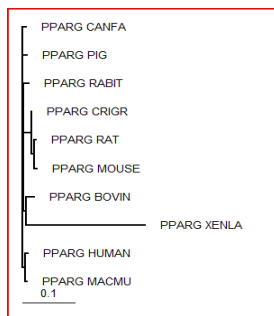 PPARG CANFA
PPARG PIG
PPARG RABIT
PPARG CRIGR
PPARG RAT
PPARG MOUSE
PPARG BOVIN
PPARG XENLA
PPARG HUMAN
PPARG MACMU
0.1